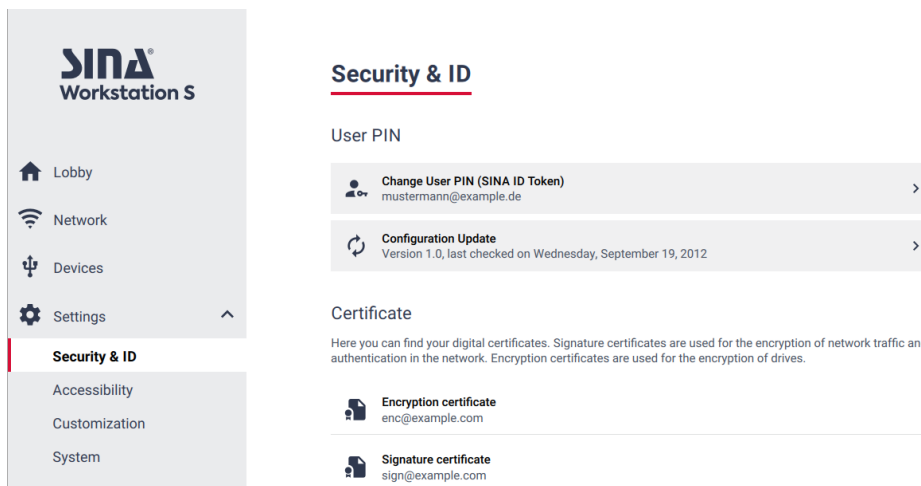 SINA®
Workstation S
Lobby
Network
Devices
Settings
Security & ID
Accessibility
Customization
System
Security & ID
User PIN
Change User PIN (SINA ID Token)
mustermann@example.de
Configuration Update
Version 1.0, last checked on Wednesday, September 19, 2012
Certificate
Here you can find your digital certificates. Signature certificates are used for the encryption of network traffic an
authentication in the network. Encryption certificates are used for the encryption of drives.
Encryption certificate
enc@example.com
Signature certificate
sign@example.com